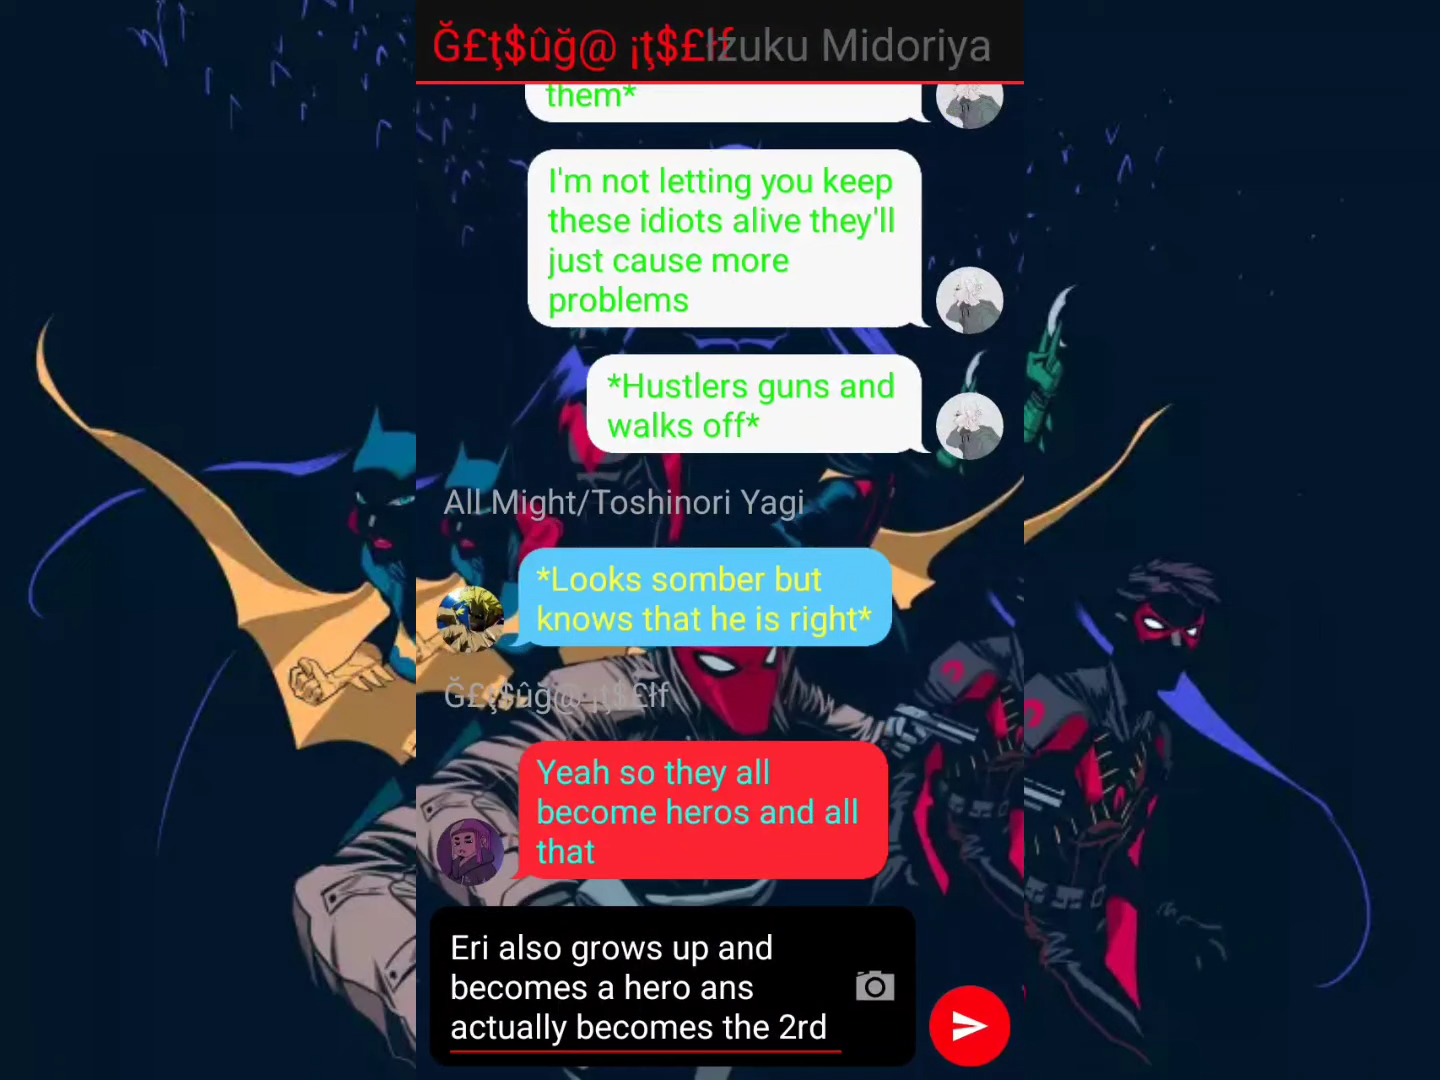 Ğ£ţ$ûğ@ ¡ţ$£łf Izuku Midoriya
them*
I'm not letting you keep
these idiots alive they'll
just cause more
problems
*Hustlers guns and
walks off*
All Might/Toshinori Yagi
*Looks somber but
knows that he is right*
Ğ£ţ$ûğ@ ¡ţ$£łf
Yeah so they all
become heros and all
that
Eri also grows up and
becomes a hero ans
actually becomes the 2rd